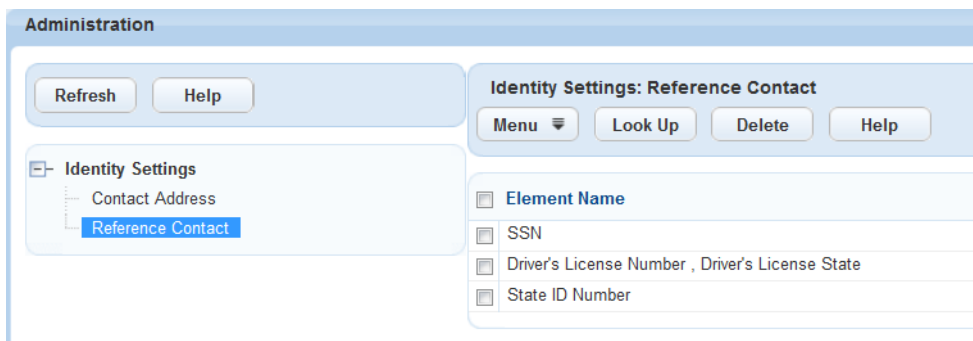 Administration
Refresh Help
Identity Settings
Contact Address
Reference Contact
Identity Settings: Reference Contact
Menu Look Up Delete Help
Element Name
SSN
Driver's License Number , Driver's License State
State ID Number